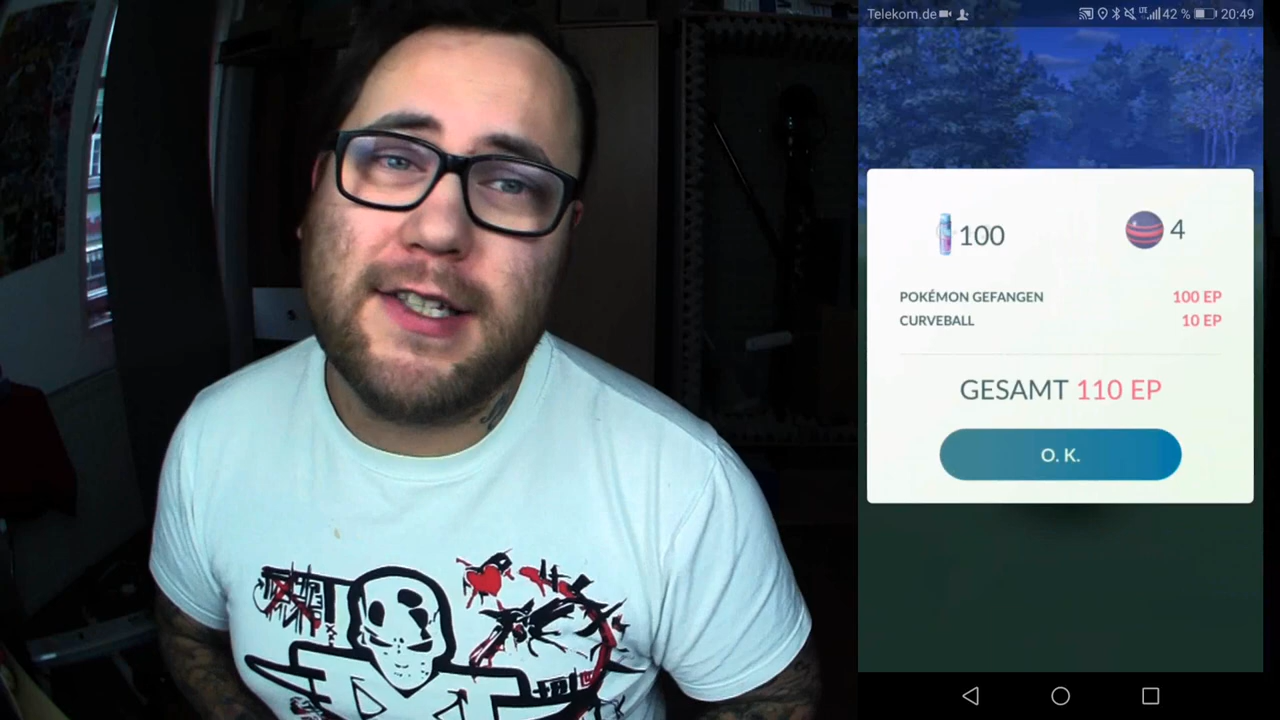 Telekom.de 42 % 20:49
100 4
POKÉMON GEFANGEN 100 EP
CURVEBALL 10 EP
GESAMT 110 EP
O. K.